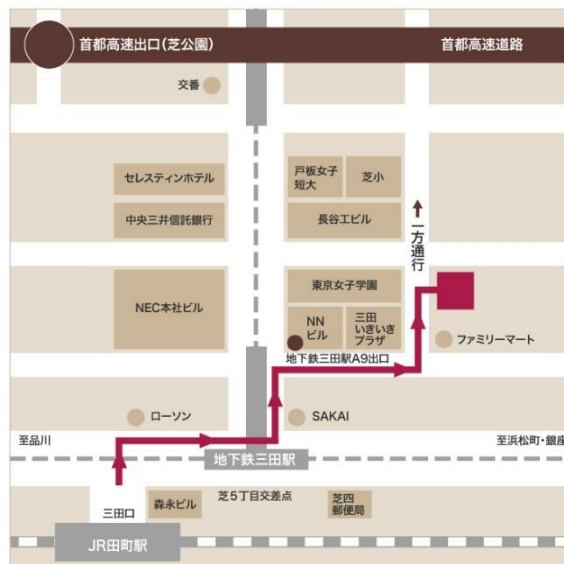 首都高速出口（芝公園）
首都高速道路
交番
セレスティンホテル
戸板女子
短大
芝小
中央三井信託銀行
長谷工ビル
一方通行
NEC本社ビル
東京女子学園
NN
ビル
三田
いきいき
プラザ
ファミリーマート
地下鉄三田駅A9出口
ローソン
SAKAI
至品川
至浜松町・銀座
地下鉄三田駅
三田口
森永ビル
芝5丁目交差点
芝四
郵便局
JR田町駅